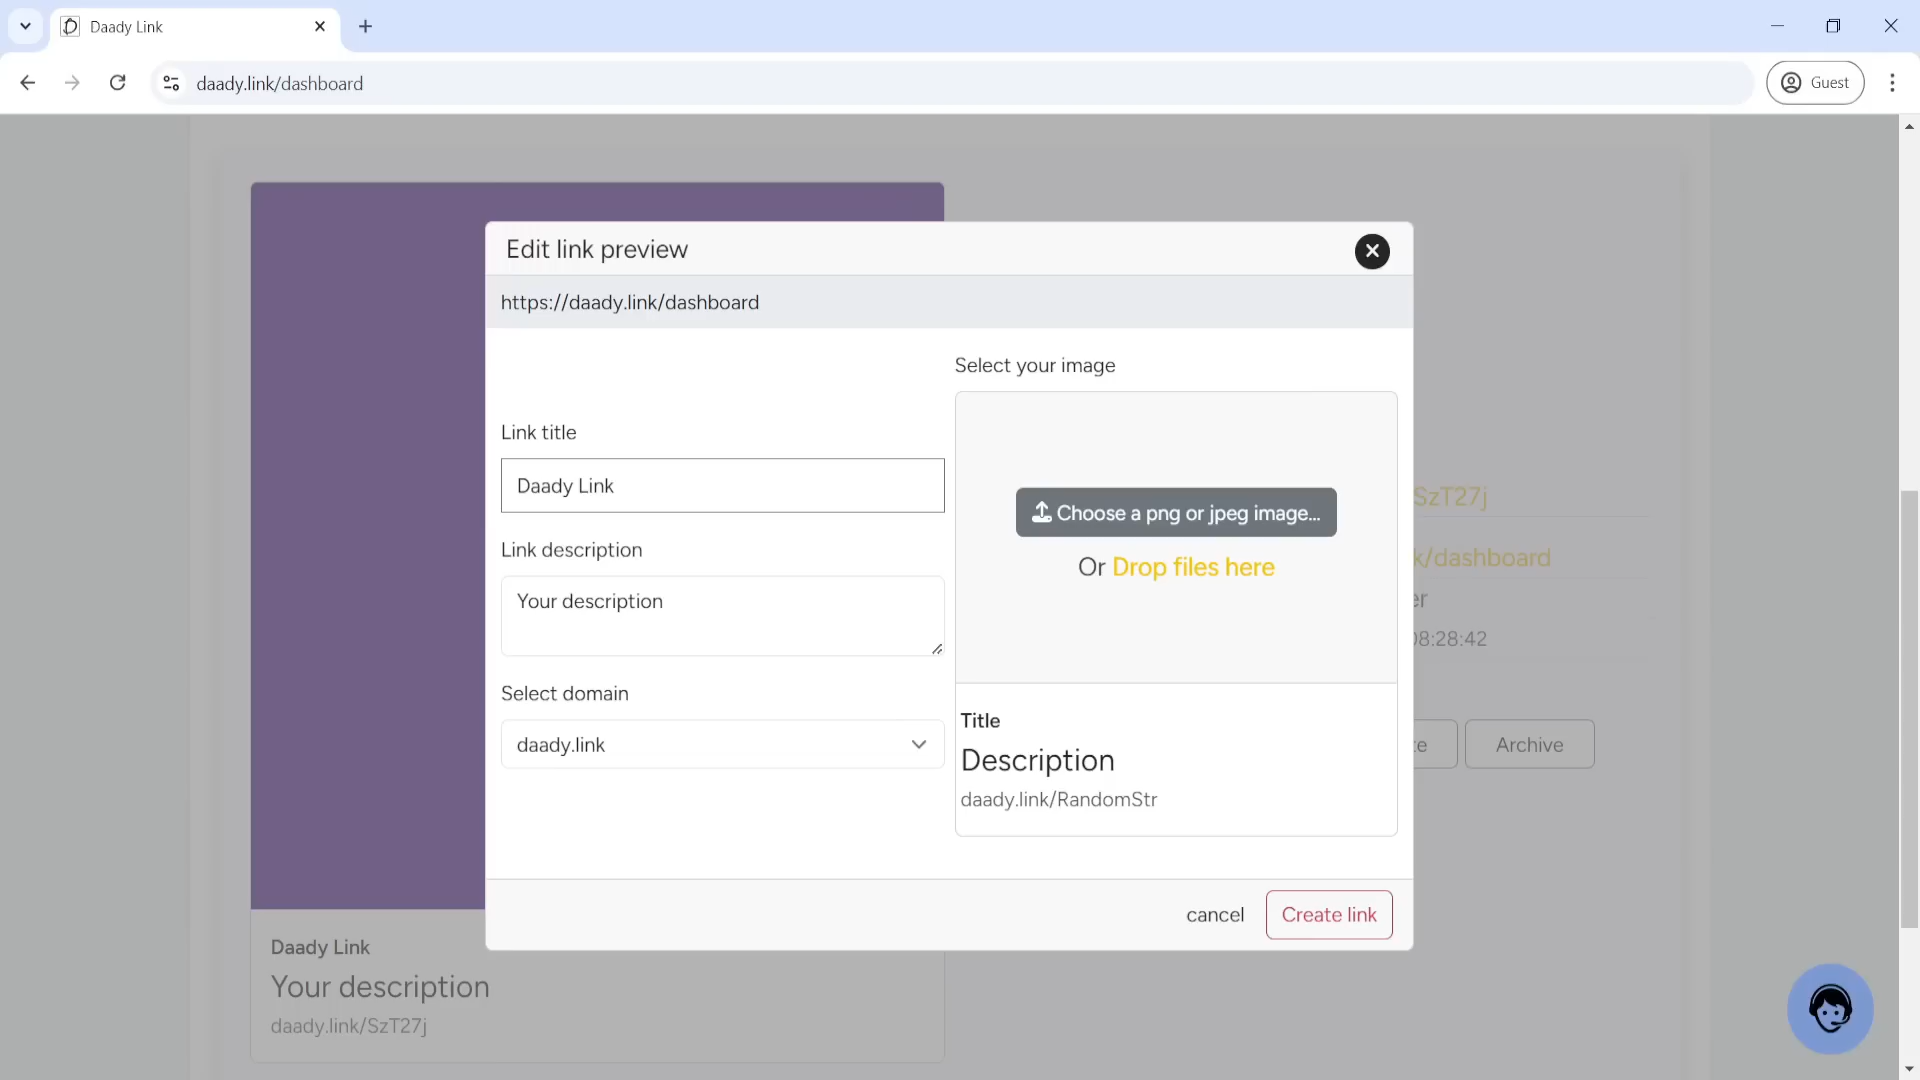 Daady Link
daady.link/dashboard
Guest
Edit link preview
https://daady.link/dashboard
Select your image
Link title
Daady Link
Choose a png or jpeg image...
Or Drop files here
Link description
Your description
Select domain
daady.link
Title
Description
daady.link/RandomStr
cancel
Create link
SzT27j
k/dashboard
er
08:28:42
te
Archive
Daady Link
Your description
daady.link/SzT27j